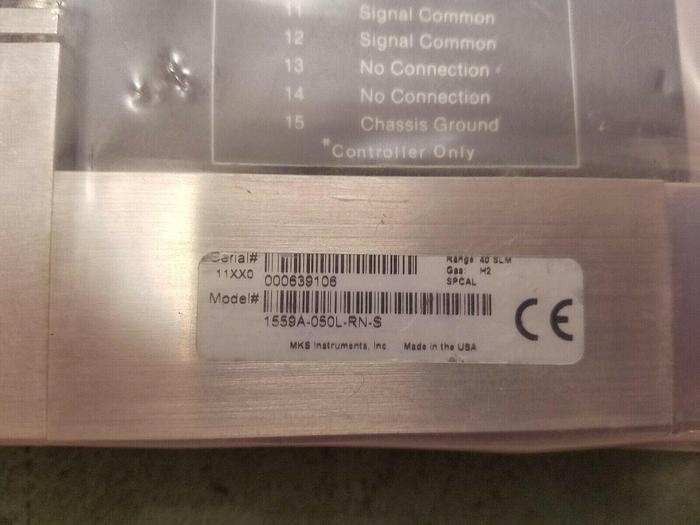 11 Signal Common
12 Signal Common
13 No Connection
14 No Connection
15 Chassis Ground
*Controller Only
Serial# Range 40 SLM
11XX0 Gas: H2
000639106 SPCAL
Model#
1559A-050L-RN-S
CE
MKS Instruments, Inc. Made in the USA